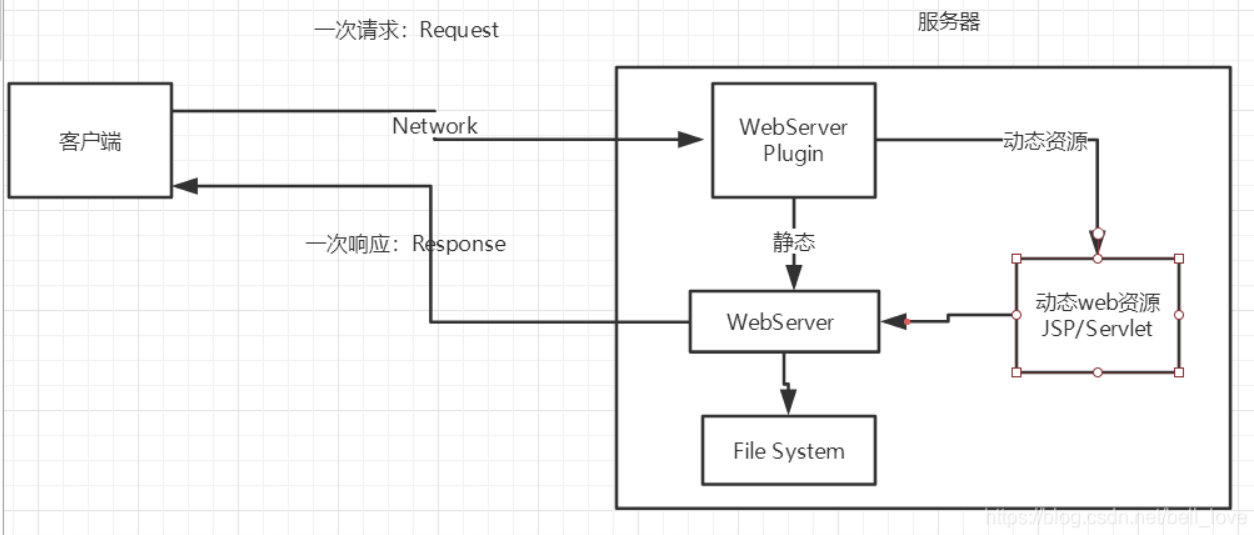 一次请求：Request
服务器
客户端
Network
WebServer
Plugin
动态资源
一次响应：Response
静态
动态web资源
JSP/Servlet
WebServer
File System
https://blog.csdn.net/bell_love